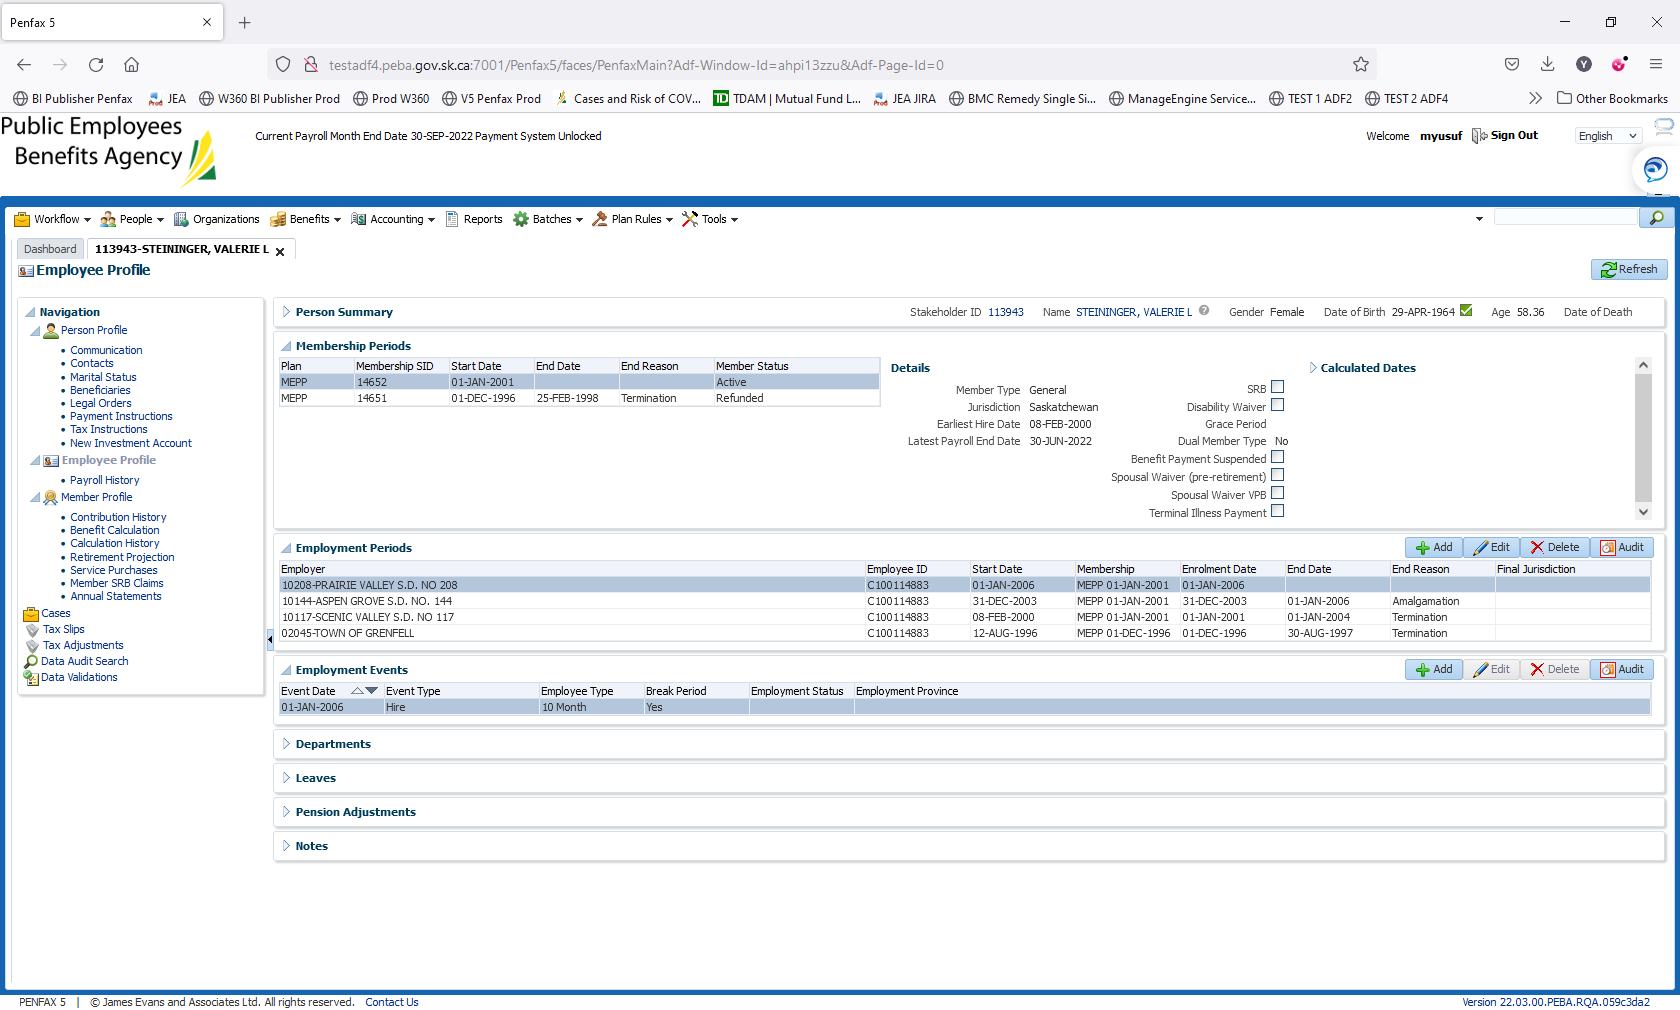 Penfax 5
testadf4.peba.gov.sk.ca:7001/Penfax5/faces/PenfaxMain?Adf-Window-Id=ahpi13zzu&Adf-Page-Id=0
BI Publisher Penfax JEA W360 BI Publisher Prod Prod W360 V5 Penfax Prod Cases and Risk of COV... TDAM | Mutual Fund L... JEA JIRA BMC Remedy Single Si... ManageEngine Service... TEST 1 ADF2 TEST 2 ADF4 Other Bookmarks
Public Employees
Benefits Agency
Current Payroll Month End Date 30-SEP-2022 Payment System Unlocked
Welcome myusuf Sign Out English
Workflow People Organizations Benefits Accounting Reports Batches Plan Rules Tools
Dashboard 113943-STEININGER, VALERIE L
Employee Profile
Refresh
Navigation
Person Profile
Communication
Contacts
Marital Status
Beneficiaries
Legal Orders
Payment Instructions
Tax Instructions
New Investment Account
Employee Profile
Payroll History
Member Profile
Contribution History
Benefit Calculation
Calculation History
Retirement Projection
Service Purchases
Member SRB Claims
Annual Statements
Cases
Tax Slips
Tax Adjustments
Data Audit Search
Data Validations
Person Summary Stakeholder ID 113943 Name STEININGER, VALERIE L Gender Female Date of Birth 29-APR-1964 Age 58.36 Date of Death
Membership Periods
Plan Membership SID Start Date End Date End Reason Member Status
MEPP 14652 01-JAN-2001 Active
MEPP 14651 01-DEC-1996 25-FEB-1998 Termination Refunded
Details
Member Type General
Jurisdiction Saskatchewan
Earliest Hire Date 08-FEB-2000
Latest Payroll End Date 30-JUN-2022
SRB
Disability Waiver
Grace Period
Dual Member Type No
Benefit Payment Suspended
Spousal Waiver (pre-retirement)
Spousal Waiver VPB
Terminal Illness Payment
Calculated Dates
Employment Periods Add Edit Delete Audit
Employer Employee ID Start Date Membership Enrolment Date End Date End Reason Final Jurisdiction
10208-PRAIRIE VALLEY S.D. NO 208 C100114883 01-JAN-2006 MEPP 01-JAN-2001 01-JAN-2006
10144-ASPEN GROVE S.D. NO. 144 C100114883 31-DEC-2003 MEPP 01-JAN-2001 31-DEC-2003 01-JAN-2006 Amalgamation
10117-SCENIC VALLEY S.D. NO 117 C100114883 08-FEB-2000 MEPP 01-JAN-2001 01-JAN-2001 01-JAN-2004 Termination
02045-TOWN OF GRENFELL C100114883 12-AUG-1996 MEPP 01-DEC-1996 01-DEC-1996 30-AUG-1997 Termination
Employment Events Add Edit Delete Audit
Event Date Event Type Employee Type Break Period Employment Status Employment Province
01-JAN-2006 Hire 10 Month Yes
Departments
Leaves
Pension Adjustments
Notes
PENFAX 5 | © James Evans and Associates Ltd. All rights reserved. Contact Us
Version 22.03.00.PEBA.RQA.059c3da2